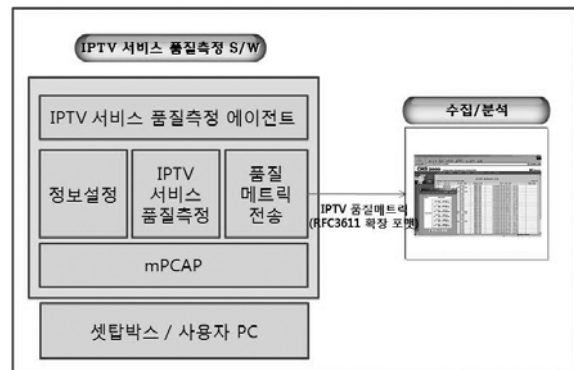 IPTV 서비스 품질측정 S/W
IPTV 서비스 품질측정 에이전트
정보설정
IPTV
서비스
품질측정
품질
메트릭
전송
mPCAP
셋탑박스 / 사용자 PC
IPTV 품질메트릭
(RFC3611 확장 포맷)
수집/분석